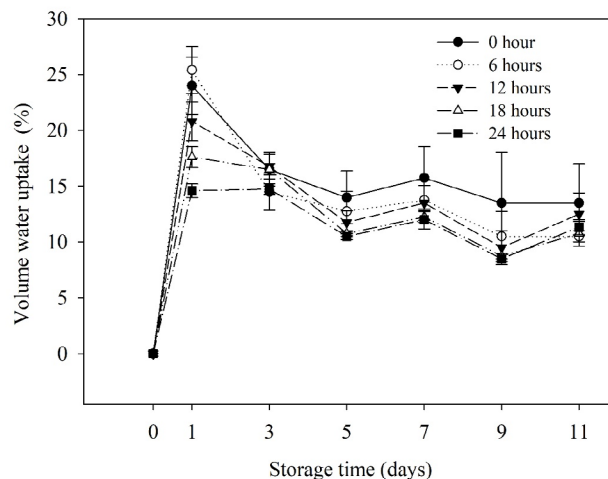 30
25
20
15
10
5
0
Volume water uptake (%)
0 hour
6 hours
12 hours
18 hours
24 hours
0 1 3 5 7 9 11
Storage time (days)